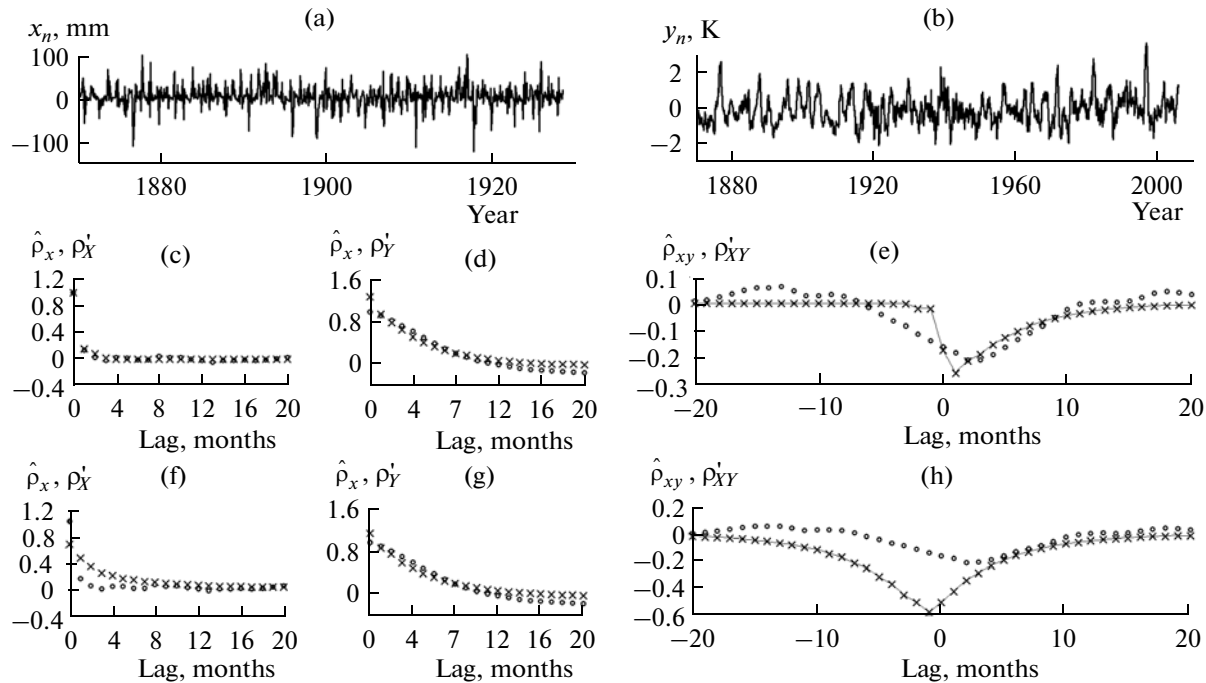 (a)
x_n, mm
100
0
−100
1880
1900
1920
Year
(b)
y_n, K
2
0
−2
1880
1920
1960
2000
Year
(c)
ρ̂_x, ρ'_X
1.2
0.8
0.4
0
−0.4
0 4 8 12 16 20
Lag, months
(d)
ρ̂_x, ρ'_Y
1.6
0.8
0
0 4 7 12 16 20
Lag, months
(e)
ρ̂_xy, ρ'_XY
0.1
0
−0.1
−0.2
−0.3
−20 −10 0 10 20
Lag, months
(f)
ρ̂_x, ρ'_X
1.2
0.8
0.4
0
−0.4
0 4 8 12 16 20
Lag, months
(g)
ρ̂_x, ρ'_Y
1.6
0.8
0
0 4 7 12 16 20
Lag, months
(h)
ρ̂_xy, ρ'_XY
0.2
0
−0.2
−0.4
−0.6
−20 −10 0 10 20
Lag, months